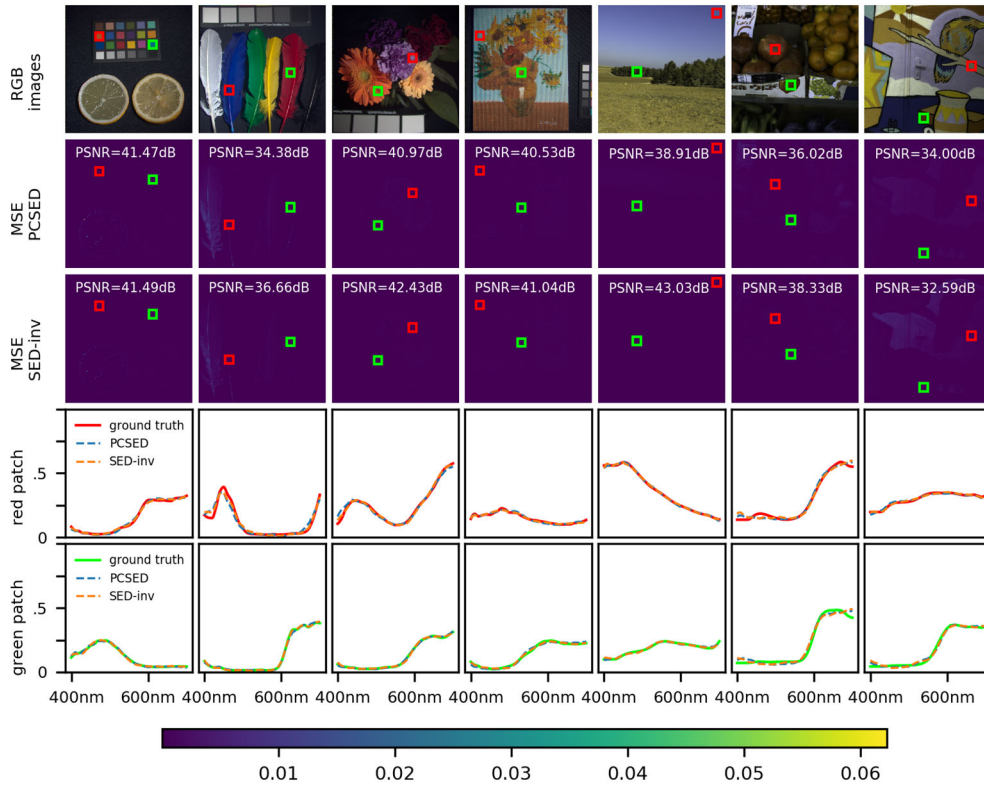 RGB
images
MSE
PCSED
PSNR=41.47dB
PSNR=34.38dB
PSNR=40.97dB
PSNR=40.53dB
PSNR=38.91dB
PSNR=36.02dB
PSNR=34.00dB
MSE
SED-inv
PSNR=41.49dB
PSNR=36.66dB
PSNR=42.43dB
PSNR=41.04dB
PSNR=43.03dB
PSNR=38.33dB
PSNR=32.59dB
red patch
.5
0
ground truth
PCSED
SED-inv
green patch
.5
0
ground truth
PCSED
SED-inv
400nm 600nm 400nm 600nm 400nm 600nm 400nm 600nm 400nm 600nm 400nm 600nm 400nm 600nm
0.01 0.02 0.03 0.04 0.05 0.06